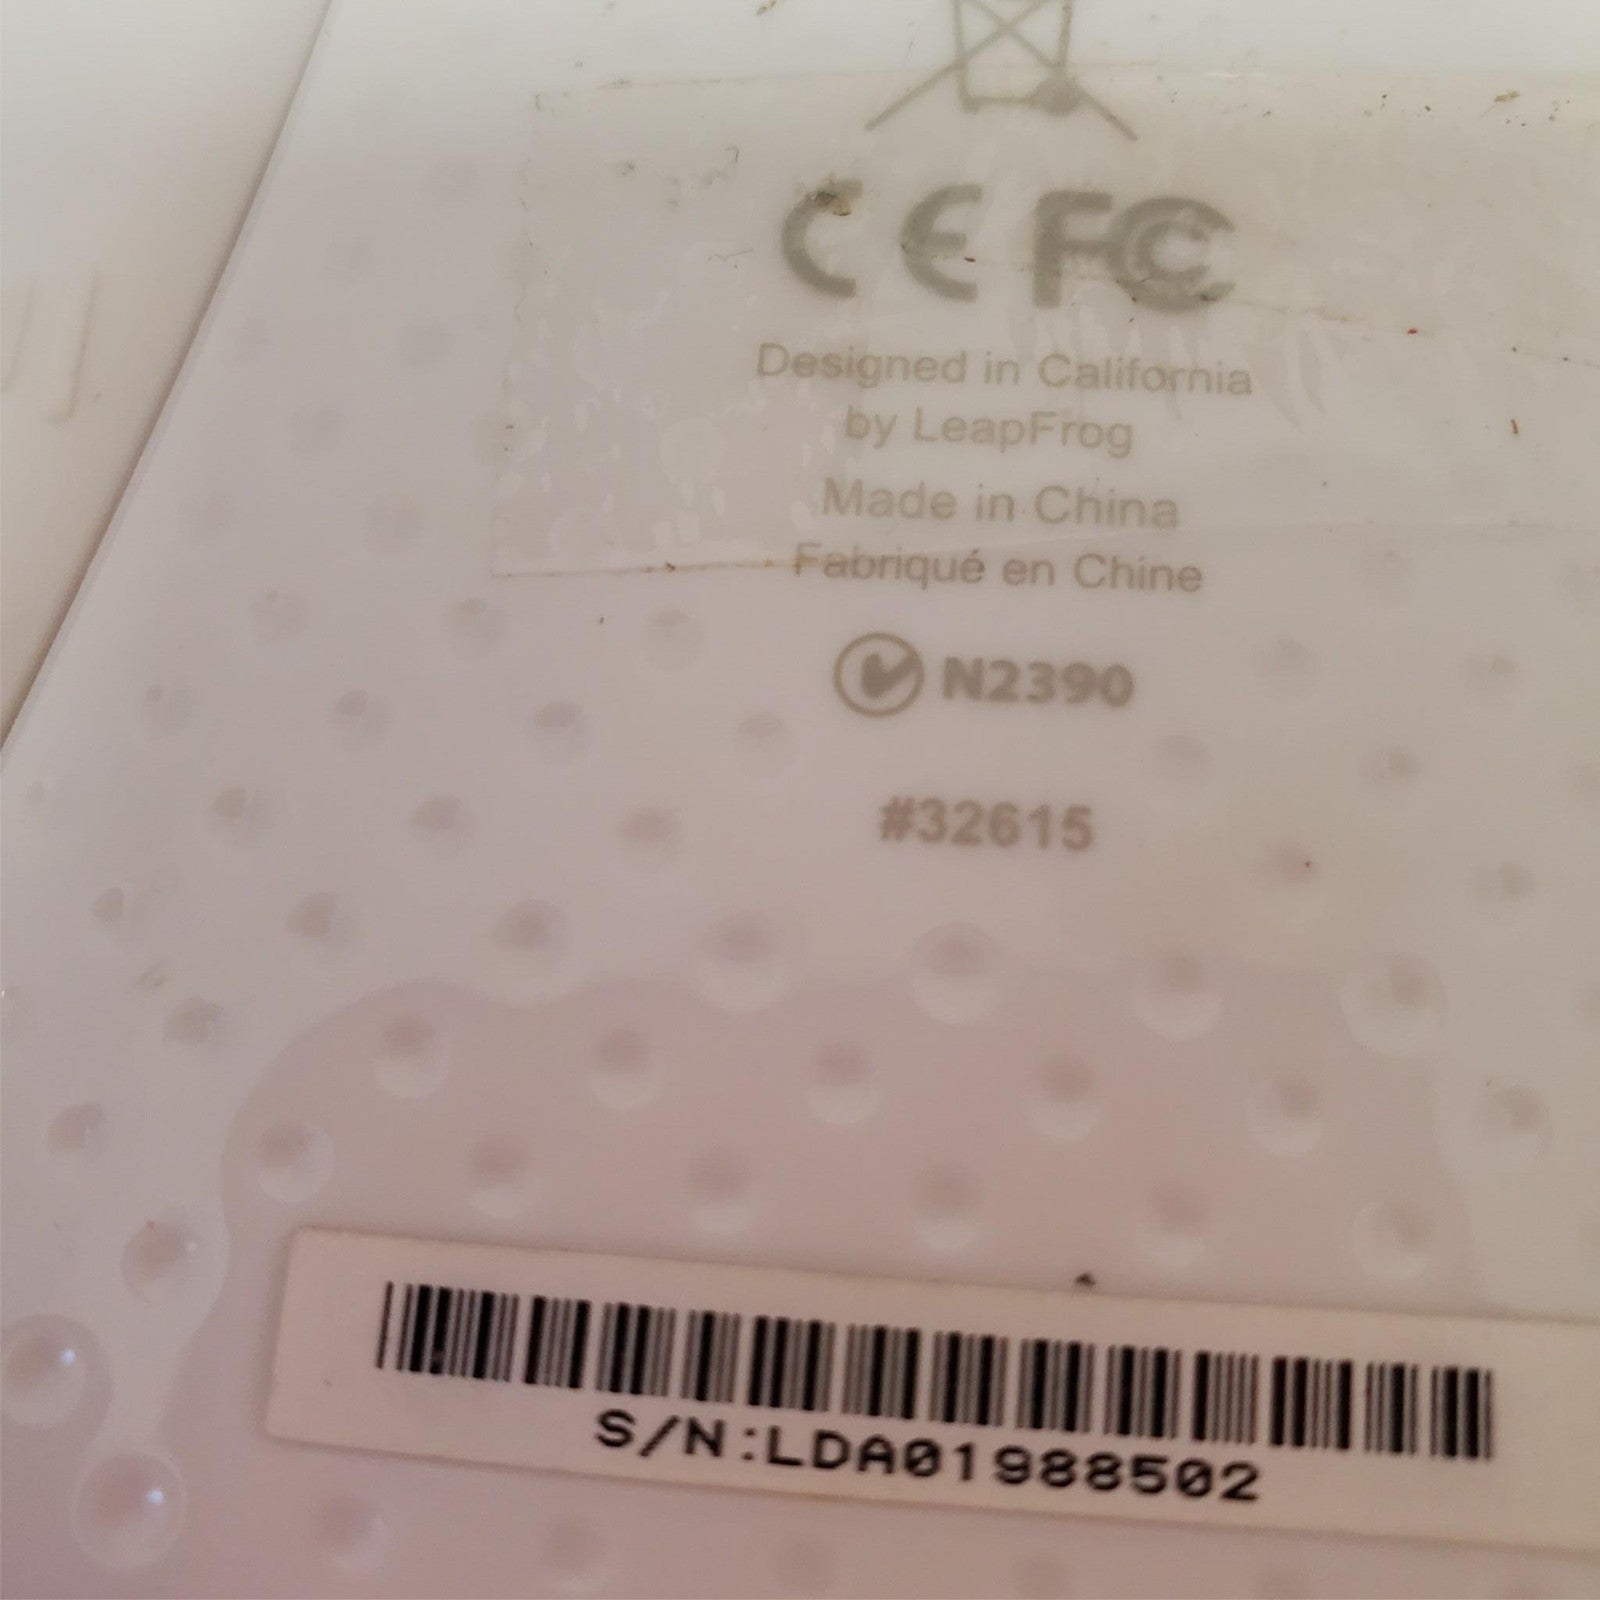 CE FC
Designed in California
by LeapFrog
Made in China
Fabriqué en Chine
N2390
#32615
S/N:LDA01988502